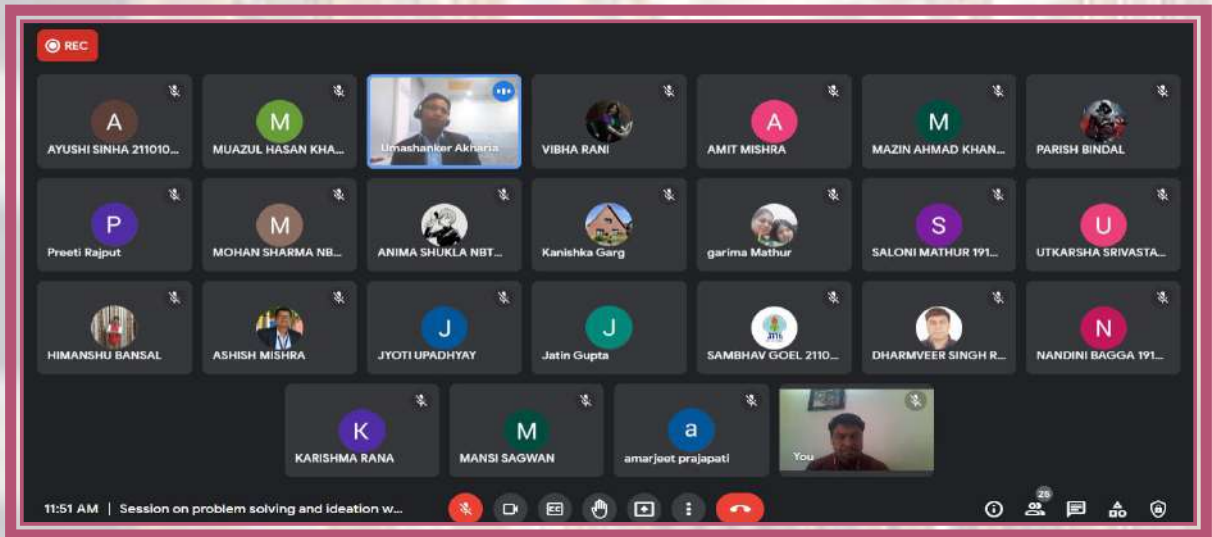 REC
A M A M
AYUSHI SINHA 211010... MUAZUL HASAN KHA... Umashanker Akharia VIBHA RANI AMIT MISHRA MAZIN AHMAD KHAN... PARISH BINDAL
P M S U
Preeti Rajput MOHAN SHARMA NB... ANIMA SHUKLA NBT... Kanishka Garg garima Mathur SALONI MATHUR 191... UTKARSHA SRIVASTA...
J J N
HIMANSHU BANSAL ASHISH MISHRA JYOTI UPADHYAY Jatin Gupta SAMBHAV GOEL 2110... DHARMVEER SINGH R... NANDINI BAGGA 191...
K M a
KARISHMA RANA MANSI SAGWAN amarjeet prajapati You
11:51 AM | Session on problem solving and ideation w... CC 25